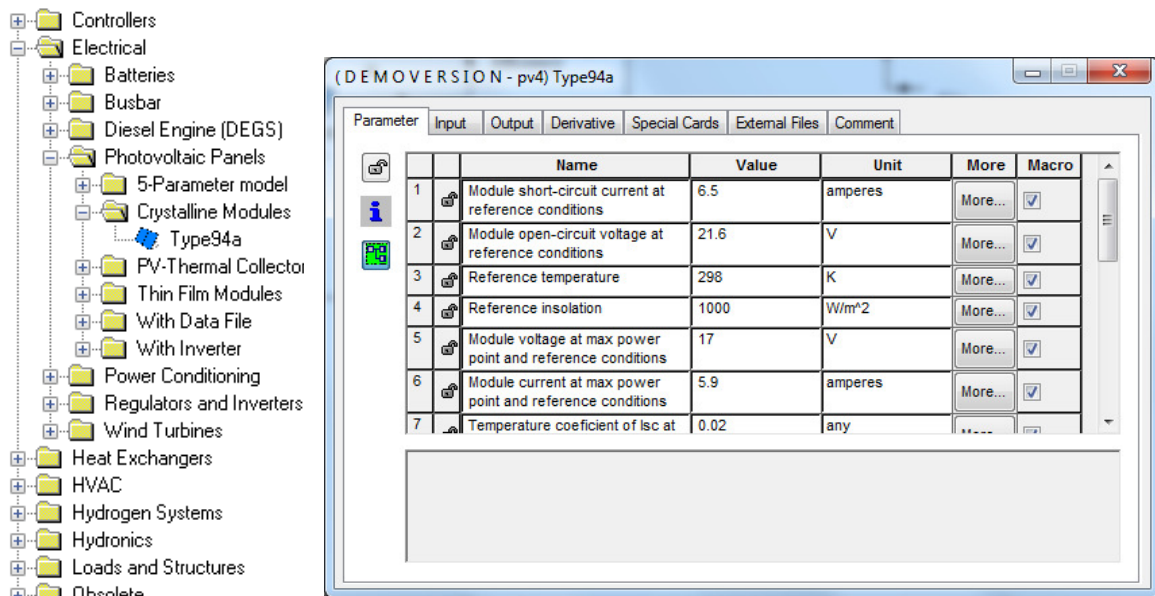 Controllers
Electrical
Batteries
Busbar
Diesel Engine (DEGS)
Photovoltaic Panels
5-Parameter model
Crystalline Modules
Type94a
PV-Thermal Collector
Thin Film Modules
With Data File
With Inverter
Power Conditioning
Regulators and Inverters
Wind Turbines
Heat Exchangers
HVAC
Hydrogen Systems
Hydronics
Loads and Structures
Obsolete
( D E M O V E R S I O N - pv4) Type94a
Parameter Input Output Derivative Special Cards External Files Comment
Name Value Unit More Macro
1 Module short-circuit current at 6.5 amperes More...
reference conditions
2 Module open-circuit voltage at 21.6 V More...
reference conditions
3 Reference temperature 298 K More...
4 Reference insolation 1000 W/m^2 More...
5 Module voltage at max power 17 V More...
point and reference conditions
6 Module current at max power 5.9 amperes More...
point and reference conditions
7 Temperature coeficient of Isc at 0.02 any More...